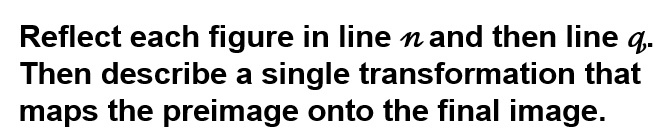 Reflect each figure in line n and then line q.
Then describe a single transformation that
maps the preimage onto the final image.